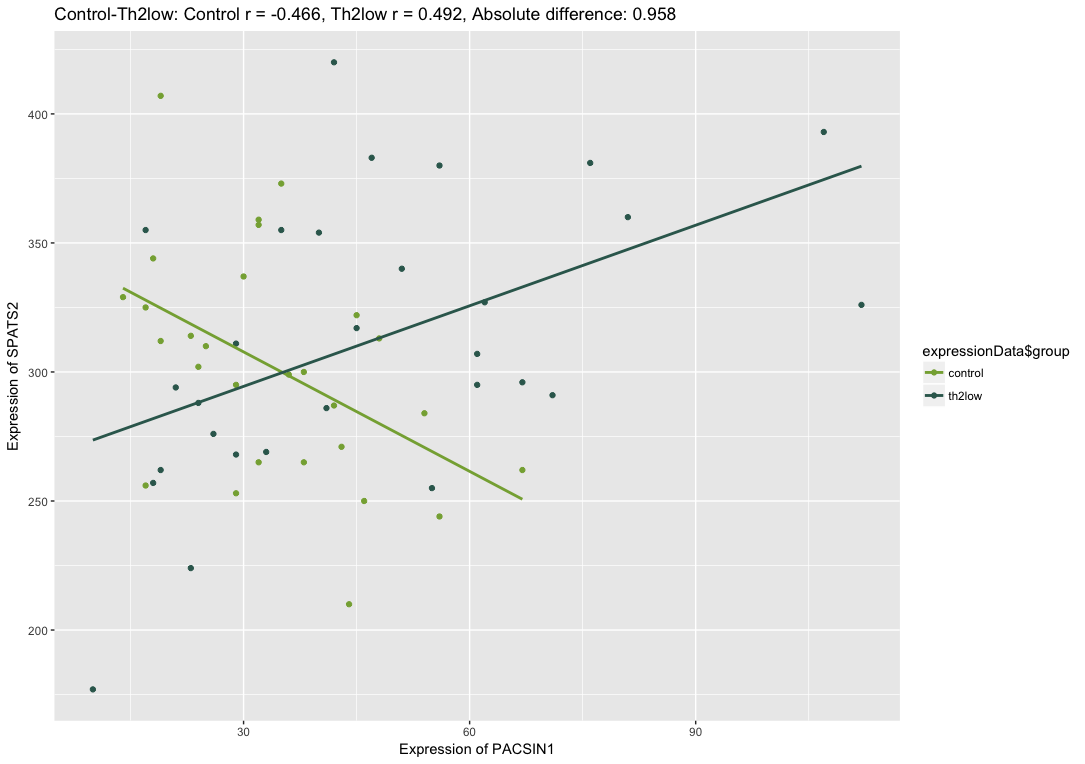 Control-Th2low: Control r = -0.466, Th2low r = 0.492, Absolute difference: 0.958
400
350
300
250
200
Expression of SPATS2
30
60
90
Expression of PACSIN1
expressionData$group
control
th2low